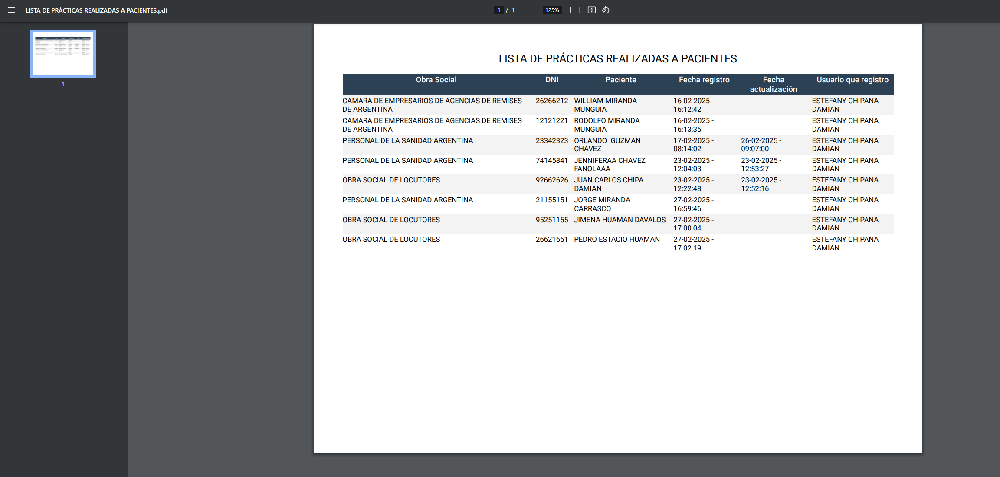 LISTA DE PRÁCTICAS REALIZADAS A PACIENTES.pdf
1 / 1
125%
1
LISTA DE PRÁCTICAS REALIZADAS A PACIENTES
Obra Social DNI Paciente Fecha registro Fecha Usuario que registro
actualización
CAMARA DE EMPRESARIOS DE AGENCIAS DE REMISES 26266212 WILLIAM MIRANDA 16-02-2025 - ESTEFANY CHIPANA
DE ARGENTINA MUNGUIA 16:12:42 DAMIAN
CAMARA DE EMPRESARIOS DE AGENCIAS DE REMISES 12121221 RODOLFO MIRANDA 16-02-2025 - ESTEFANY CHIPANA
DE ARGENTINA MUNGUIA 16:13:35 DAMIAN
PERSONAL DE LA SANIDAD ARGENTINA 23342323 ORLANDO  GUZMAN 17-02-2025 - 26-02-2025 - ESTEFANY CHIPANA
CHAVEZ 08:14:02 09:07:00 DAMIAN
PERSONAL DE LA SANIDAD ARGENTINA 74145841 JENNIFERAA CHAVEZ 23-02-2025 - 23-02-2025 - ESTEFANY CHIPANA
FANOLAAA 12:04:03 12:53:27 DAMIAN
OBRA SOCIAL DE LOCUTORES 92662626 JUAN CARLOS CHIPA 23-02-2025 - 23-02-2025 - ESTEFANY CHIPANA
DAMIAN 12:22:48 12:52:16 DAMIAN
PERSONAL DE LA SANIDAD ARGENTINA 21155151 JORGE MIRANDA 27-02-2025 - ESTEFANY CHIPANA
CARRASCO 16:59:46 DAMIAN
OBRA SOCIAL DE LOCUTORES 95251155 JIMENA HUAMAN DAVALOS 27-02-2025 - ESTEFANY CHIPANA
17:00:04 DAMIAN
OBRA SOCIAL DE LOCUTORES 26621651 PEDRO ESTACIO HUAMAN 27-02-2025 - ESTEFANY CHIPANA
17:02:19 DAMIAN